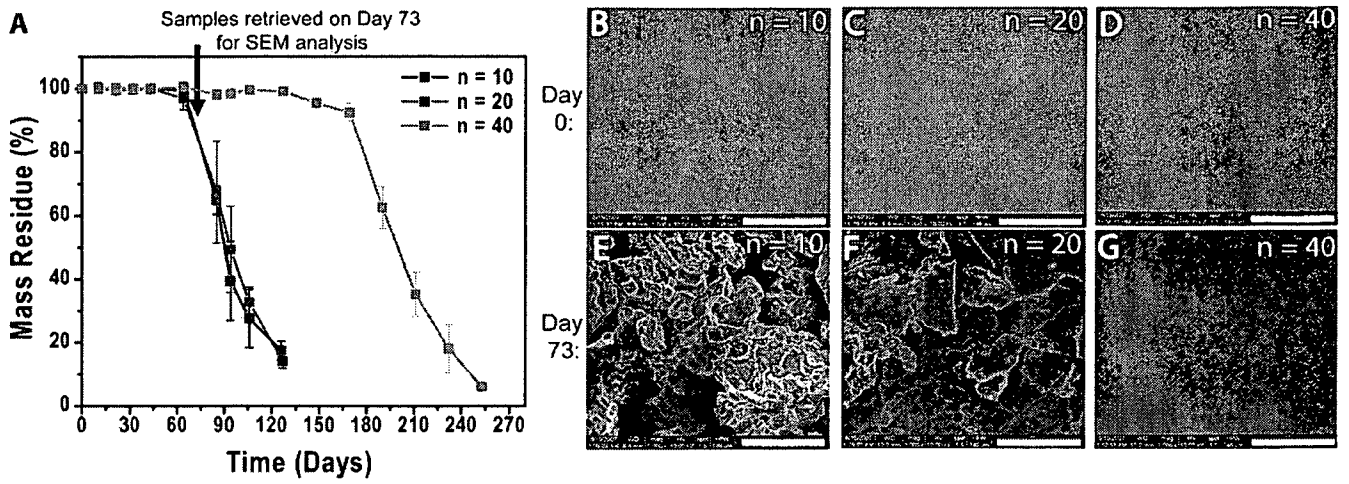 A
Samples retrieved on Day 73
for SEM analysis
Mass Residue (%)
100
80
60
40
20
0
n = 10
n = 20
n = 40
0 30 60 90 120 150 180 210 240 270
Time (Days)
Day
0:
B
n = 10
C
n = 20
D
n = 40
Day
73:
E
n = 10
F
n = 20
G
n = 40